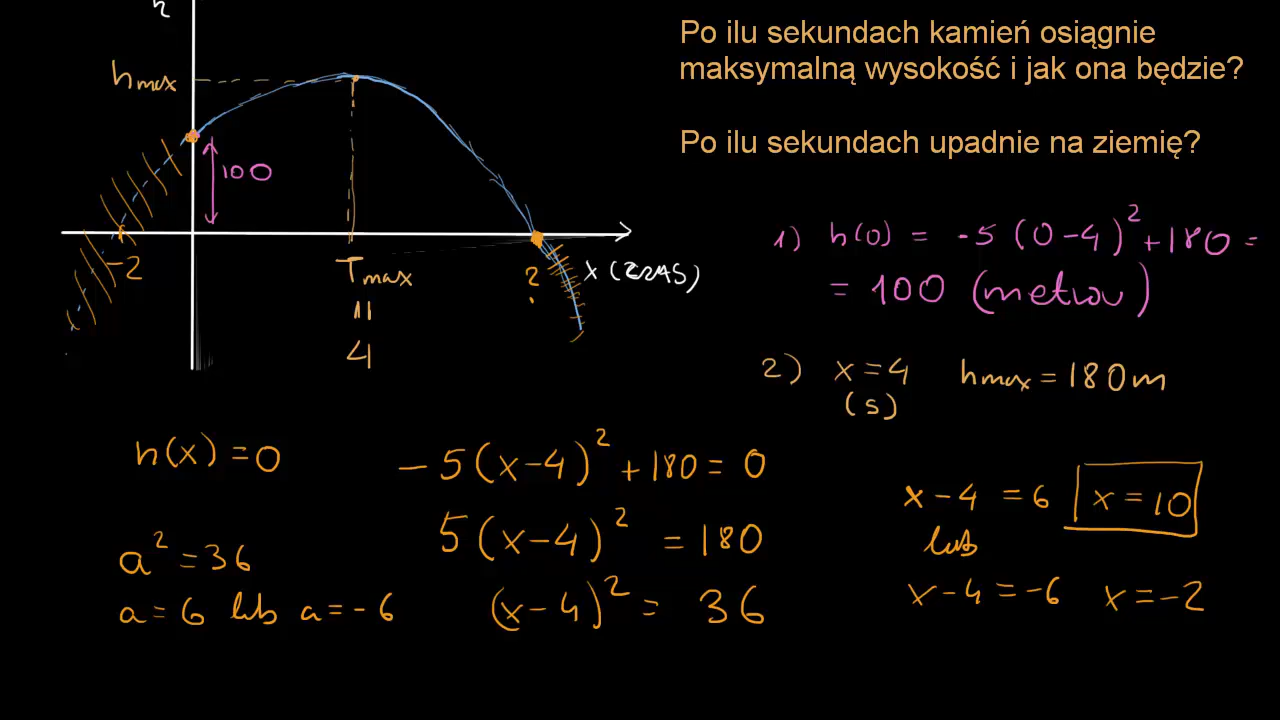 Po ilu sekundach kamień osiągnie
maksymalną wysokość i jak ona będzie?
Po ilu sekundach upadnie na ziemię?
h
hmax
100
-2
Tmax
=
4
?
x (CZAS)
1) h(0) = -5 (0-4)² + 180 =
= 100 (metrów)
2) x = 4 hmax = 180m
(s)
h(x) = 0
a² = 36
a = 6 lub a = -6
-5(x-4)² + 180 = 0
5(x-4)² = 180
(x-4)² = 36
x-4 = 6 x = 10
lub
x-4 = -6 x = -2